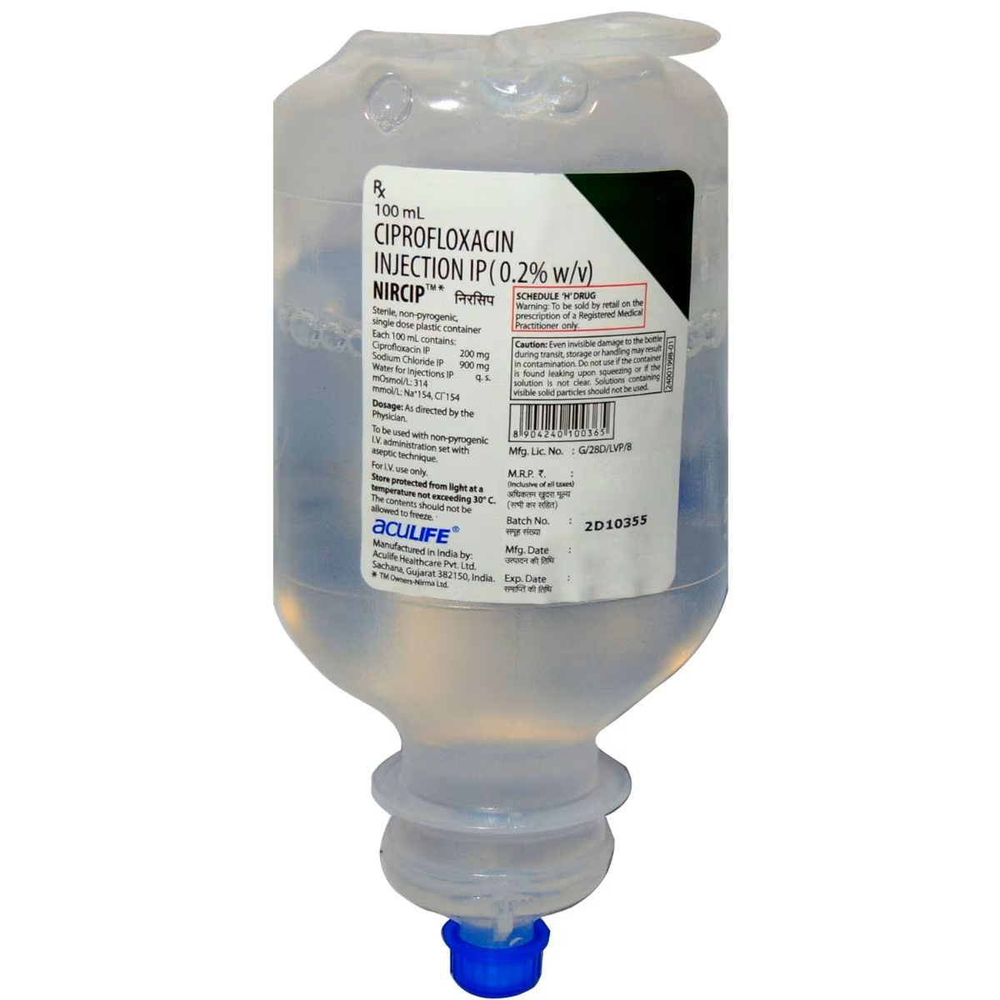 Rx
100 mL
CIPROFLOXACIN
INJECTION IP ( 0.2% w/v)
NIRCIP™* निरसिप
Sterile, non-pyrogenic,
single dose plastic container
Each 100 mL contains:
Ciprofloxacin IP 200 mg
Sodium Chloride IP 900 mg
Water for Injections IP q. s.
mOsmol/L: 314
mmol/L: Na⁺154, Cl⁻154
Dosage: As directed by the
Physician.
To be used with non-pyrogenic
I.V. administration set with
aseptic technique.
For I.V. use only.
Store protected from light at a
temperature not exceeding 30° C.
The contents should not be
allowed to freeze.
acuLIFE®
Manufactured in India by:
Aculife Healthcare Pvt. Ltd.
Sachana, Gujarat 382150, India.
* TM Owners-Nirma Ltd.
SCHEDULE 'H' DRUG
Warning: To be sold by retail on the
prescription of a Registered Medical
Practitioner only.
Caution: Even invisible damage to the bottle
during transit, storage or handling may result
in contamination. Do not use if the container
is found leaking upon squeezing or if the
solution is not clear. Solutions containing
visible solid particles should not be used.
24001998-01
8 904240 100365
Mfg. Lic. No. : G/28D/LVP/8
M.R.P. ₹. :
(Inclusive of all taxes)
अधिकतम खुदरा मूल्य
(सभी कर सहित)
Batch No. : 2D10355
समूह संख्या
Mfg. Date :
उत्पादन की तिथि
Exp. Date :
समाप्ति की तिथि